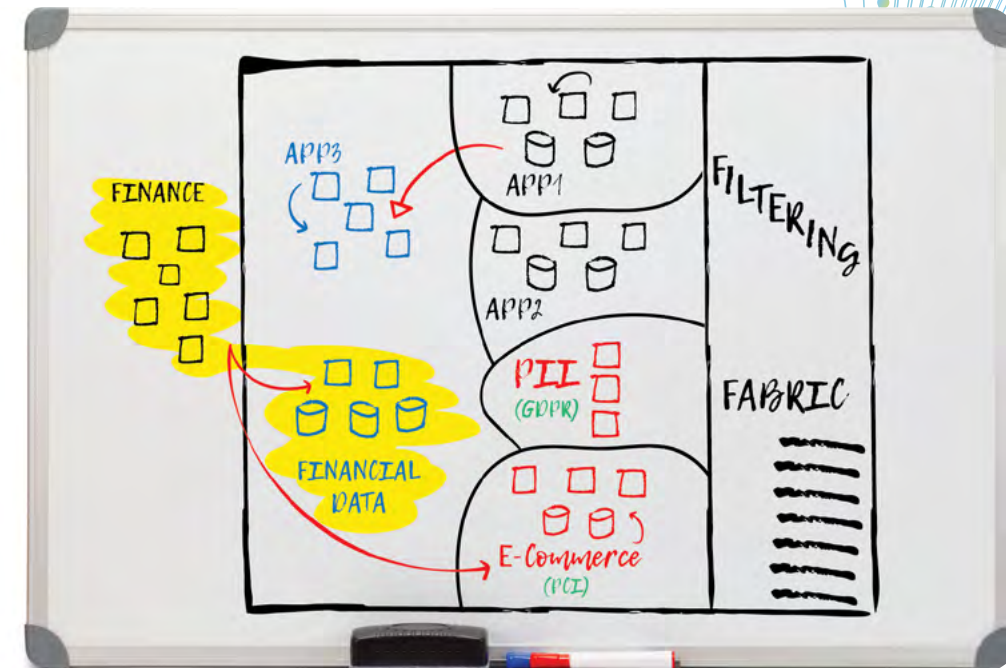 FINANCE
APP3
APP1
APP2
FILTERING
FABRIC
PII
(GDPR)
FINANCIAL
DATA
E-Commerce
(PCI)